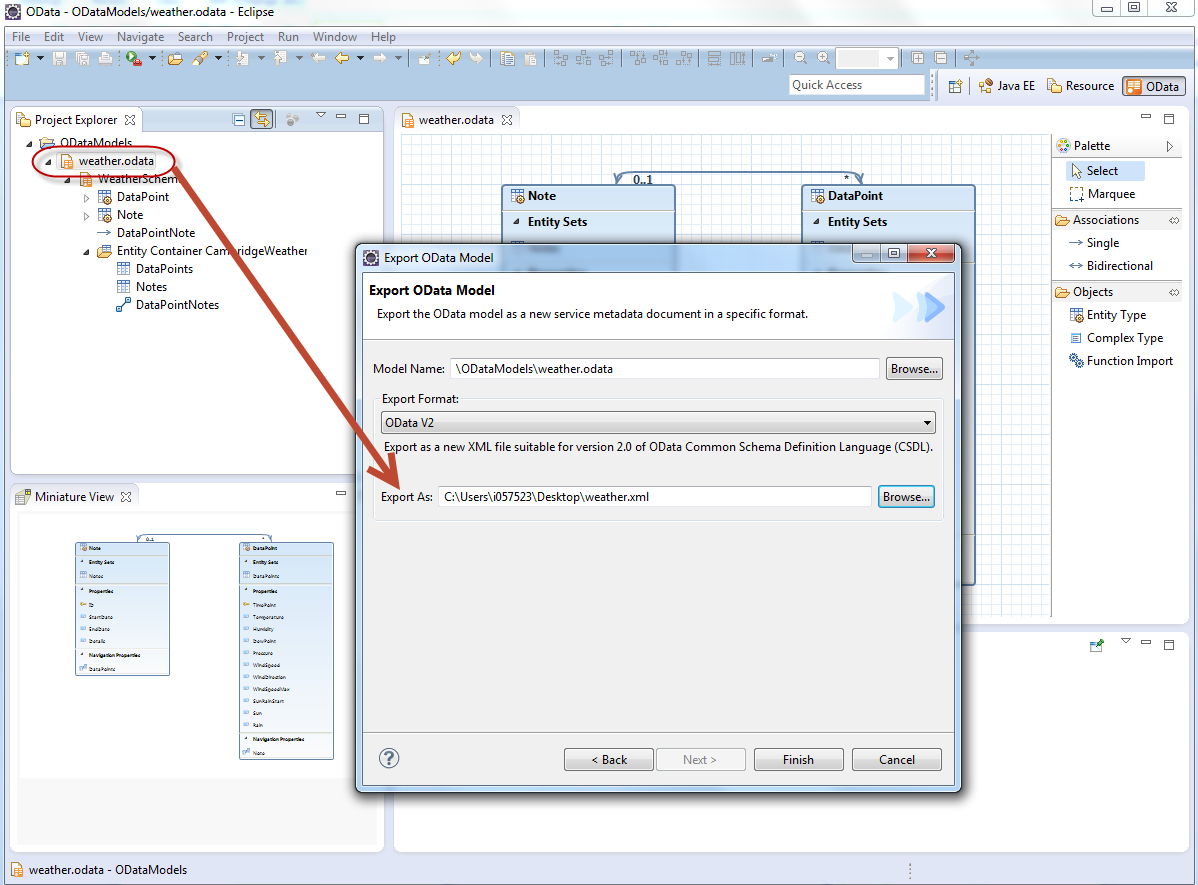 OData - ODataModels/weather.odata - Eclipse
File Edit View Navigate Search Project Run Window Help
Quick Access
Java EE Resource OData
Project Explorer
ODataModels
weather.odata
WeatherSchem
DataPoint
Note
DataPointNote
Entity Container CambridgeWeather
DataPoints
Notes
DataPointNotes
weather.odata
0..1 *
Note
Entity Sets
DataPoint
Entity Sets
Palette
Select
Marquee
Associations
Single
Bidirectional
Objects
Entity Type
Complex Type
Function Import
Export OData Model
Export OData Model
Export the OData model as a new service metadata document in a specific format.
Model Name: \ODataModels\weather.odata Browse...
Export Format:
OData V2
Export as a new XML file suitable for version 2.0 of OData Common Schema Definition Language (CSDL).
Export As: C:\Users\i057523\Desktop\weather.xml Browse...
? < Back Next > Finish Cancel
Miniature View
0..1 *
Note
Entity Sets
Notes
Properties
ID
StartDate
EndDate
Details
Navigation Properties
DataPoints
DataPoint
Entity Sets
DataPoints
Properties
TimePoint
Temperature
Humidity
DewPoint
Pressure
WindSpeed
WindDirection
WindSpeedMax
SunRainStart
Sun
Rain
Navigation Properties
Note
weather.odata - ODataModels